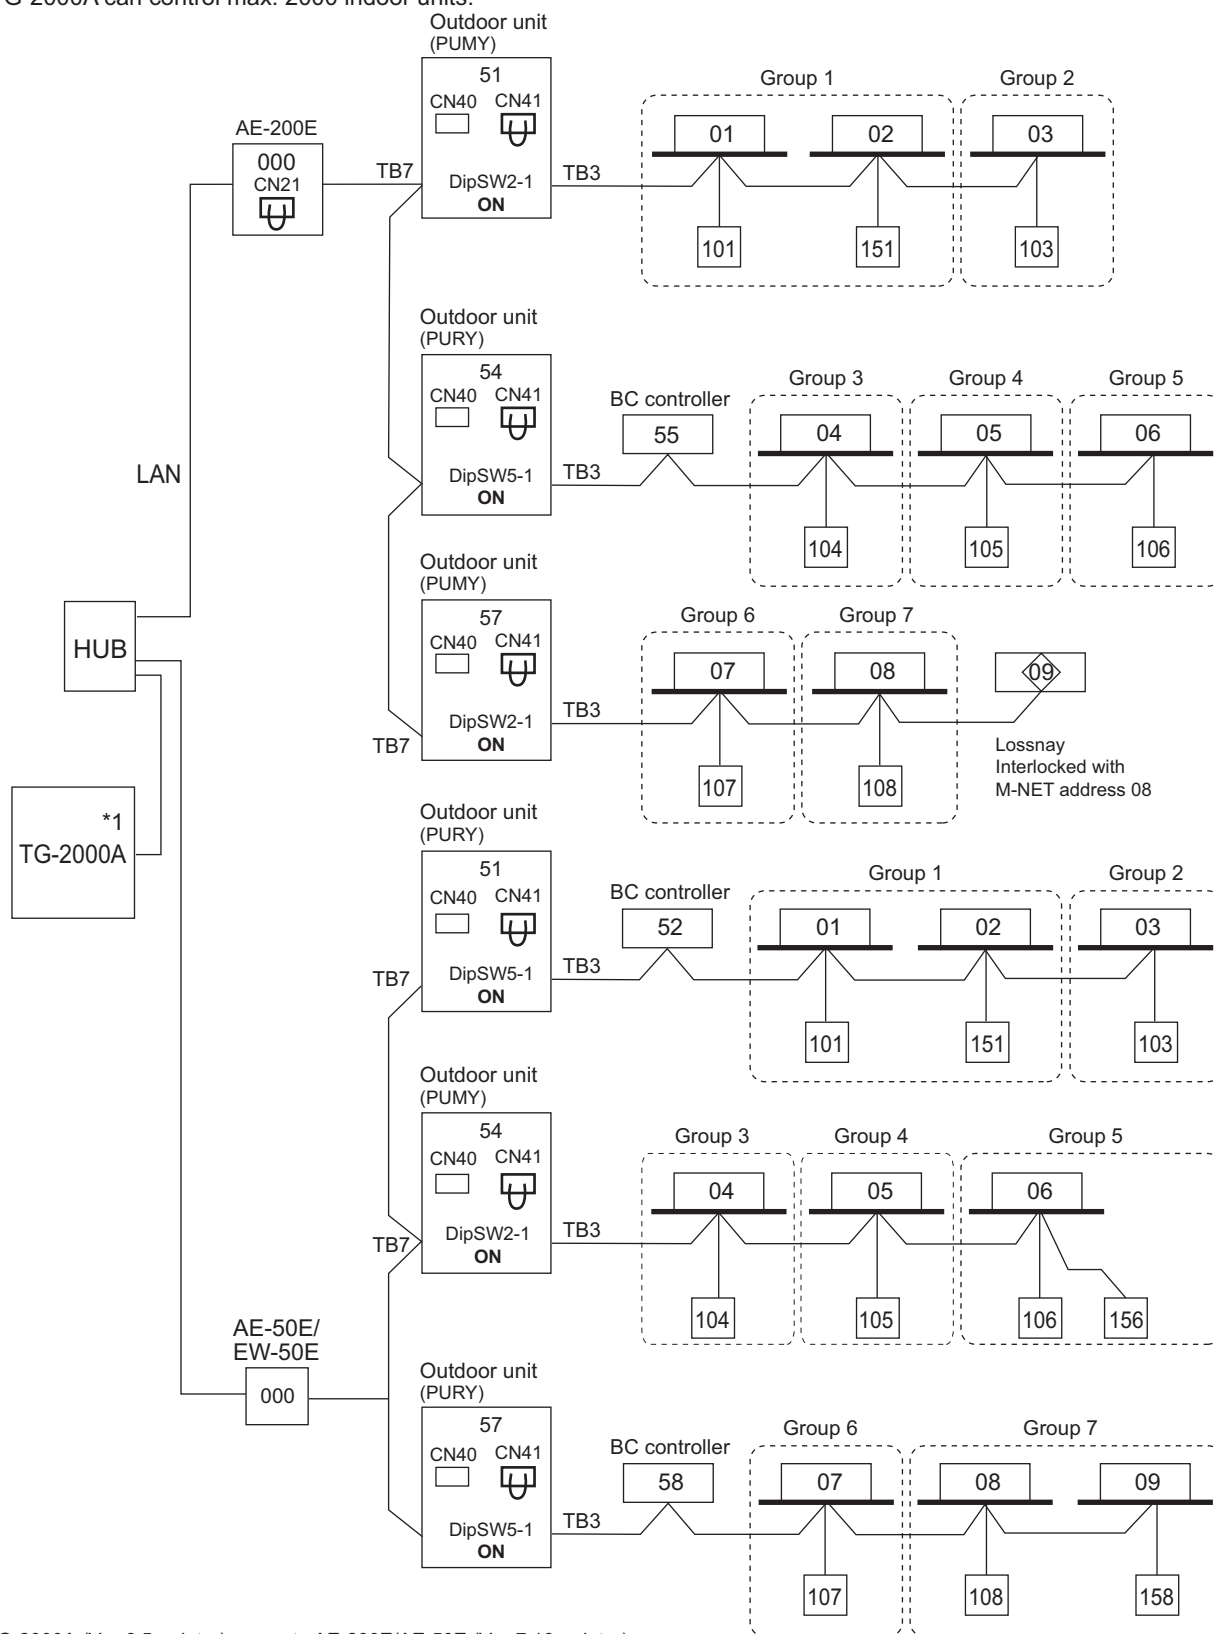 G-2000A can control max. 2000 indoor units.
Outdoor unit
(PUMY)
51
CN40 CN41
DipSW2-1
ON
AE-200E
000
CN21
TB7
TB3
Group 1
Group 2
01
02
03
101
151
103
Outdoor unit
(PURY)
54
CN40 CN41
DipSW5-1
ON
TB3
BC controller
55
Group 3
Group 4
Group 5
04
05
06
104
105
106
LAN
Outdoor unit
(PUMY)
57
CN40 CN41
DipSW2-1
ON
TB7
TB3
Group 6
Group 7
07
08
09
107
108
Lossnay
Interlocked with
M-NET address 08
HUB
*1
TG-2000A
Outdoor unit
(PURY)
51
CN40 CN41
DipSW5-1
ON
TB7
TB3
BC controller
52
Group 1
Group 2
01
02
03
101
151
103
Outdoor unit
(PUMY)
54
CN40 CN41
DipSW2-1
ON
TB7
TB3
Group 3
Group 4
Group 5
04
05
06
104
105
106
156
AE-50E/
EW-50E
000
Outdoor unit
(PURY)
57
CN40 CN41
DipSW5-1
ON
TB3
BC controller
58
Group 6
Group 7
07
08
09
107
108
158